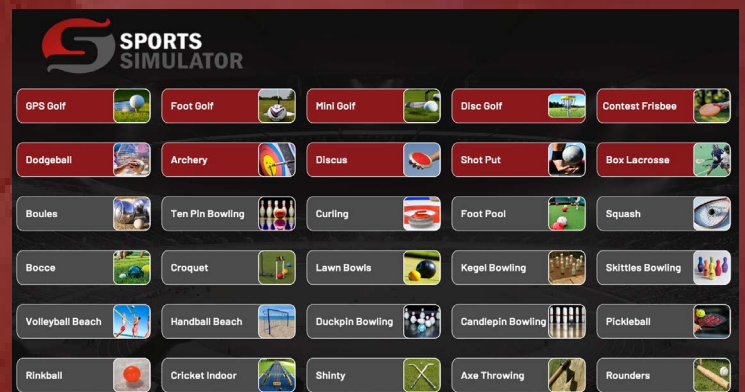 SPORTS
SIMULATOR
GPS Golf
Foot Golf
Mini Golf
Disc Golf
Contest Frisbee
Dodgeball
Archery
Discus
Shot Put
Box Lacrosse
Boules
Ten Pin Bowling
Curling
Foot Pool
Squash
Bocce
Croquet
Lawn Bowls
Kegel Bowling
Skittles Bowling
Volleyball Beach
Handball Beach
Duckpin Bowling
Candlepin Bowling
Pickleball
Rinkball
Cricket Indoor
Shinty
Axe Throwing
Rounders